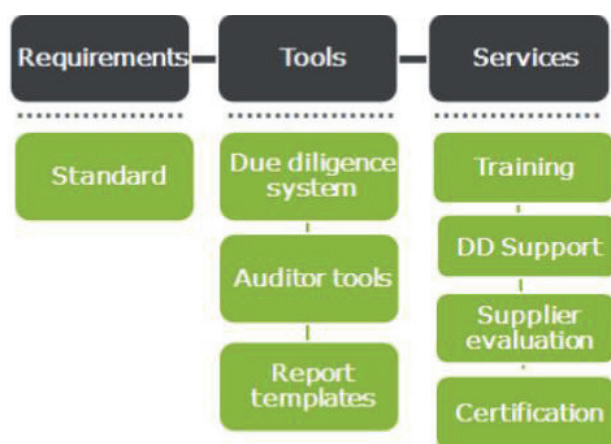 Requirements
Tools
Services
Standard
Due diligence
system
Auditor tools
Report
templates
Training
DD Support
Supplier
evaluation
Certification